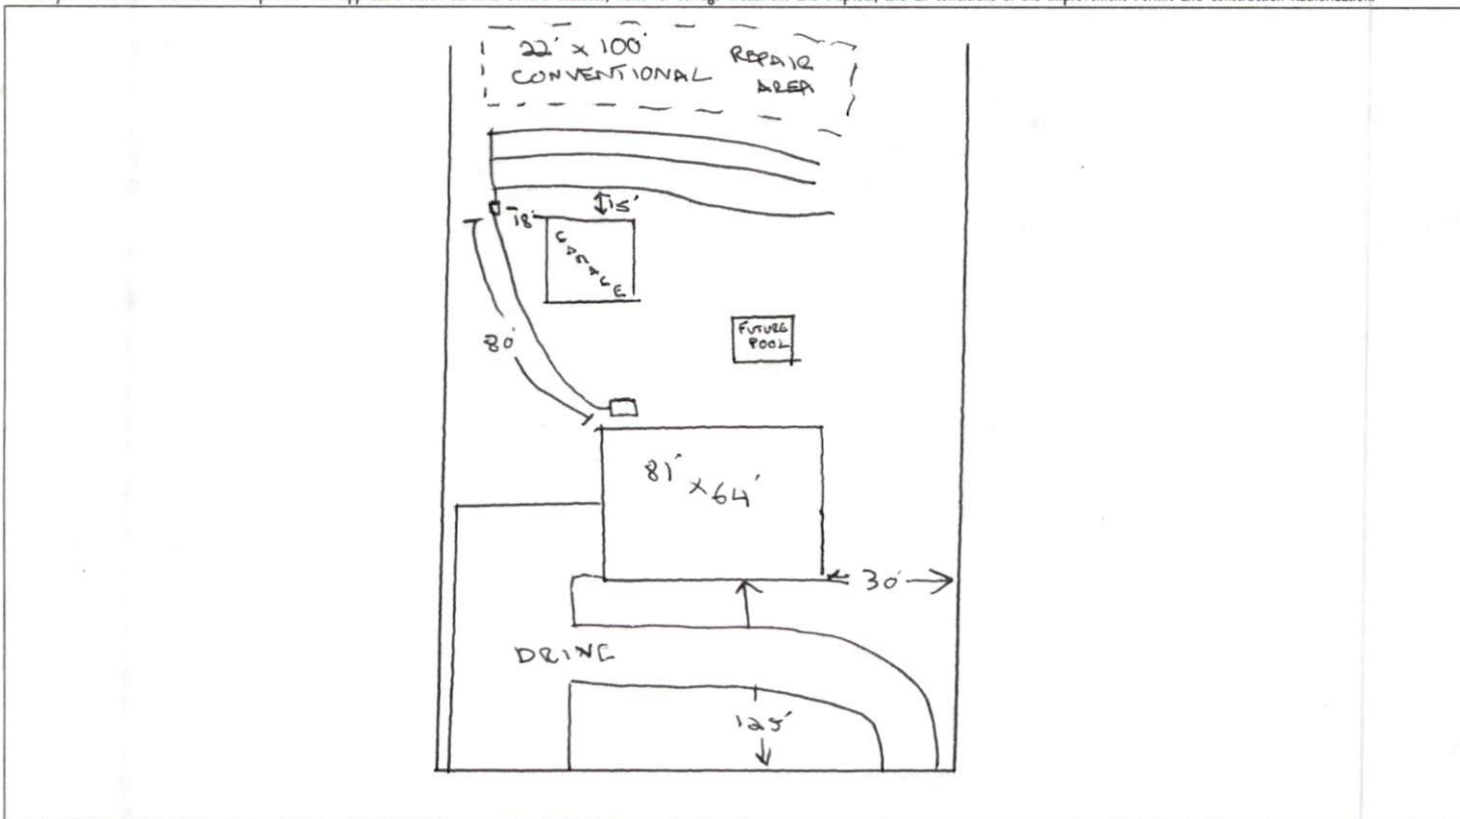 22' x 100'
CONVENTIONAL
REPAIR
AREA
15'
18'
GARAGE
80'
FUTURE
POOL
81' x 64'
30'
DRIVE
125'